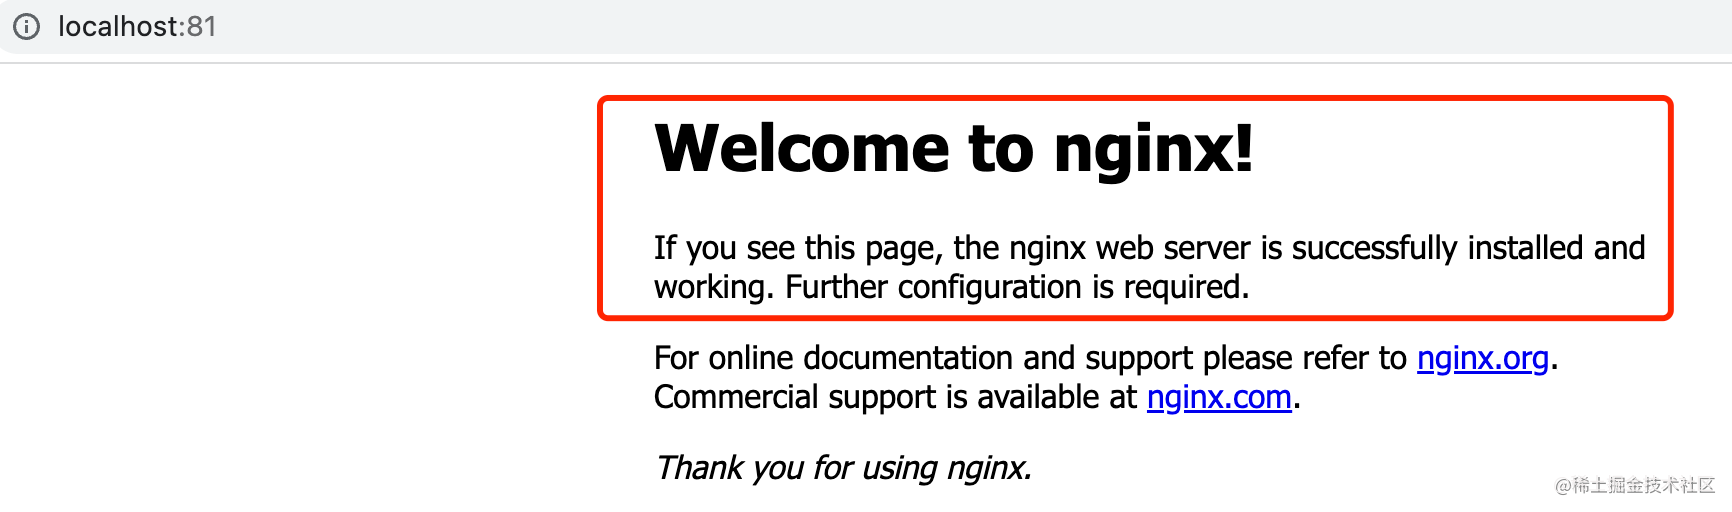 localhost:81
Welcome to nginx!
If you see this page, the nginx web server is successfully installed and
working. Further configuration is required.
For online documentation and support please refer to nginx.org.
Commercial support is available at nginx.com.
Thank you for using nginx.
@稀土掘金技术社区